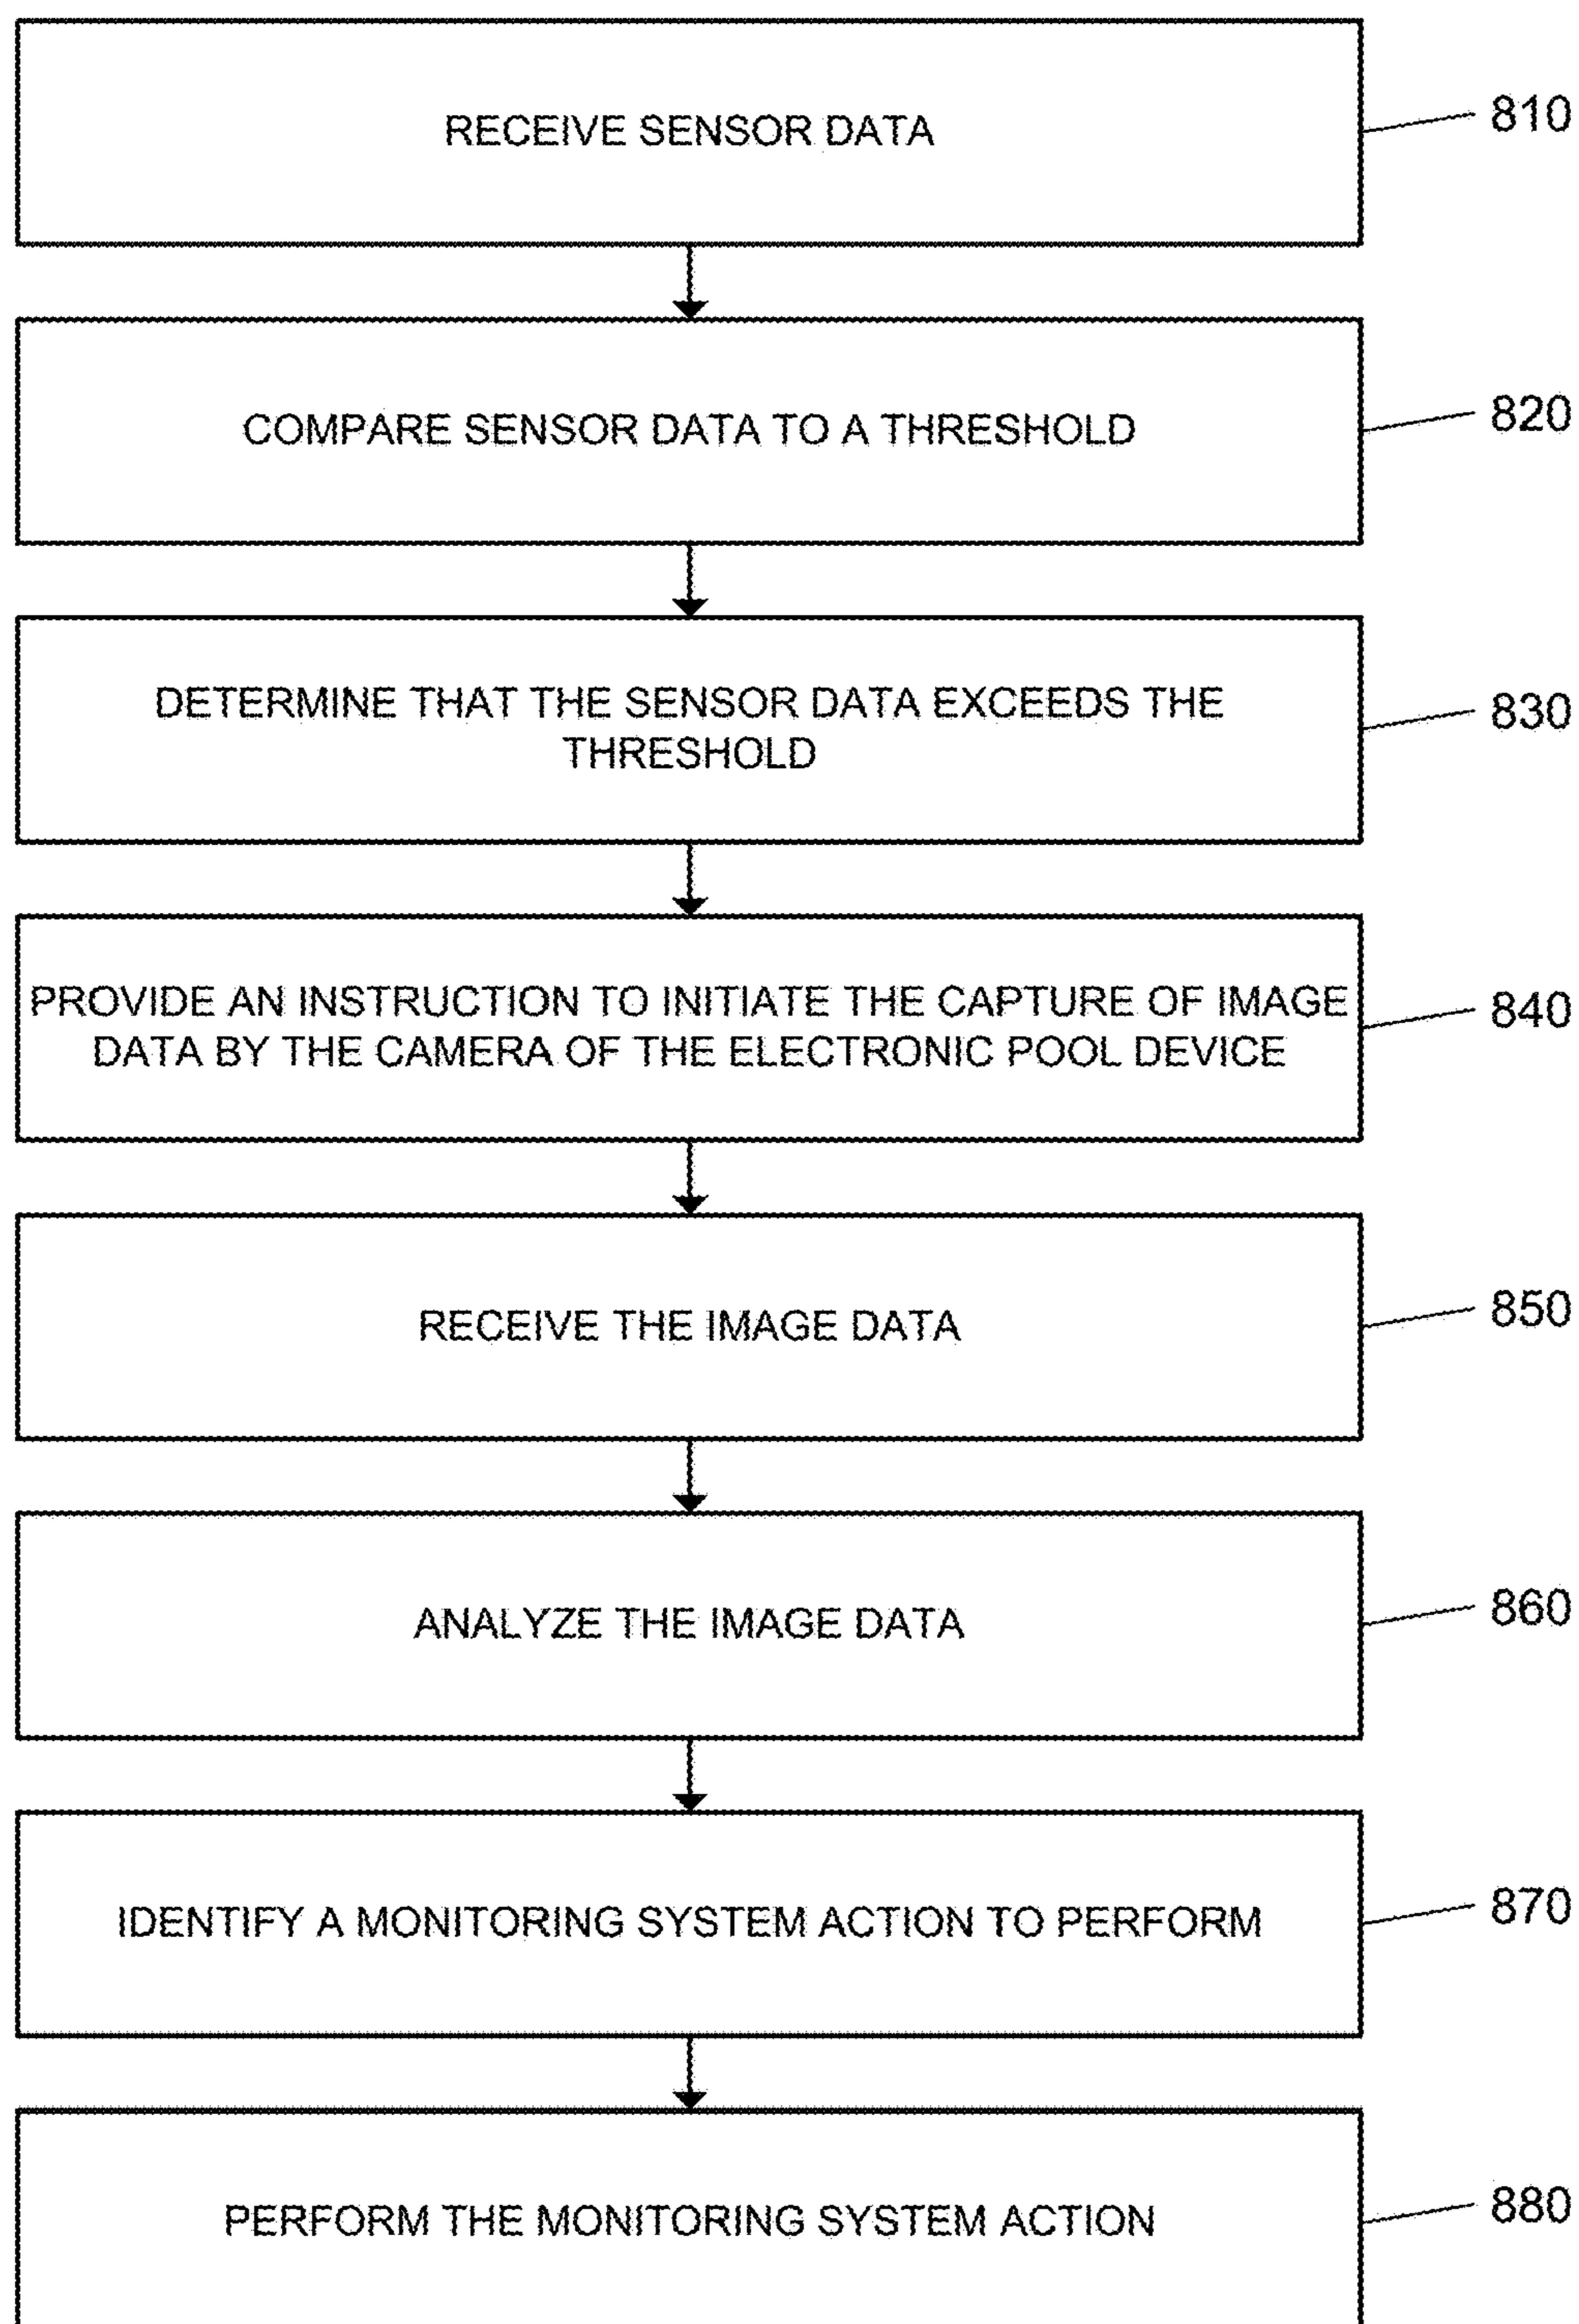 RECEIVE SENSOR DATA
810
COMPARE SENSOR DATA TO A THRESHOLD
820
DETERMINE THAT THE SENSOR DATA EXCEEDS THE
THRESHOLD
830
PROVIDE AN INSTRUCTION TO INITIATE THE CAPTURE OF IMAGE
DATA BY THE CAMERA OF THE ELECTRONIC POOL DEVICE
840
RECEIVE THE IMAGE DATA
850
ANALYZE THE IMAGE DATA
860
IDENTIFY A MONITORING SYSTEM ACTION TO PERFORM
870
PERFORM THE MONITORING SYSTEM ACTION
880